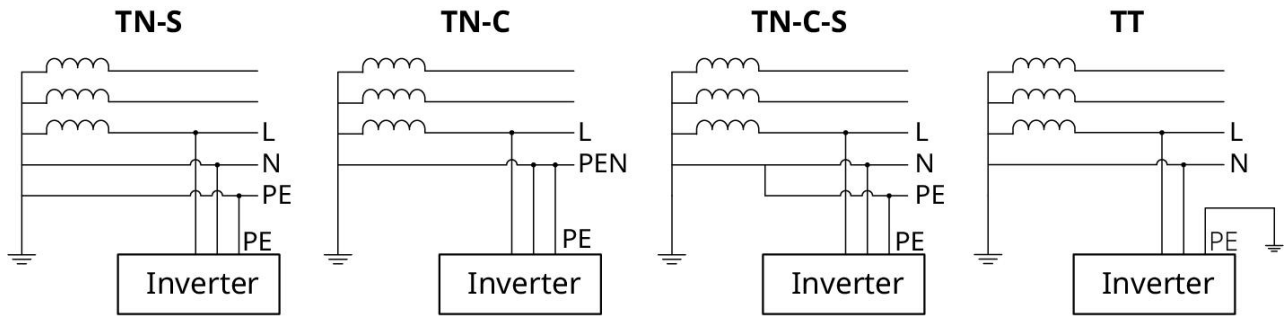 TN-S
TN-C
TN-C-S
TT
L
N
PE
PE
Inverter
L
PEN
PE
Inverter
L
N
PE
PE
Inverter
L
N
PE
Inverter